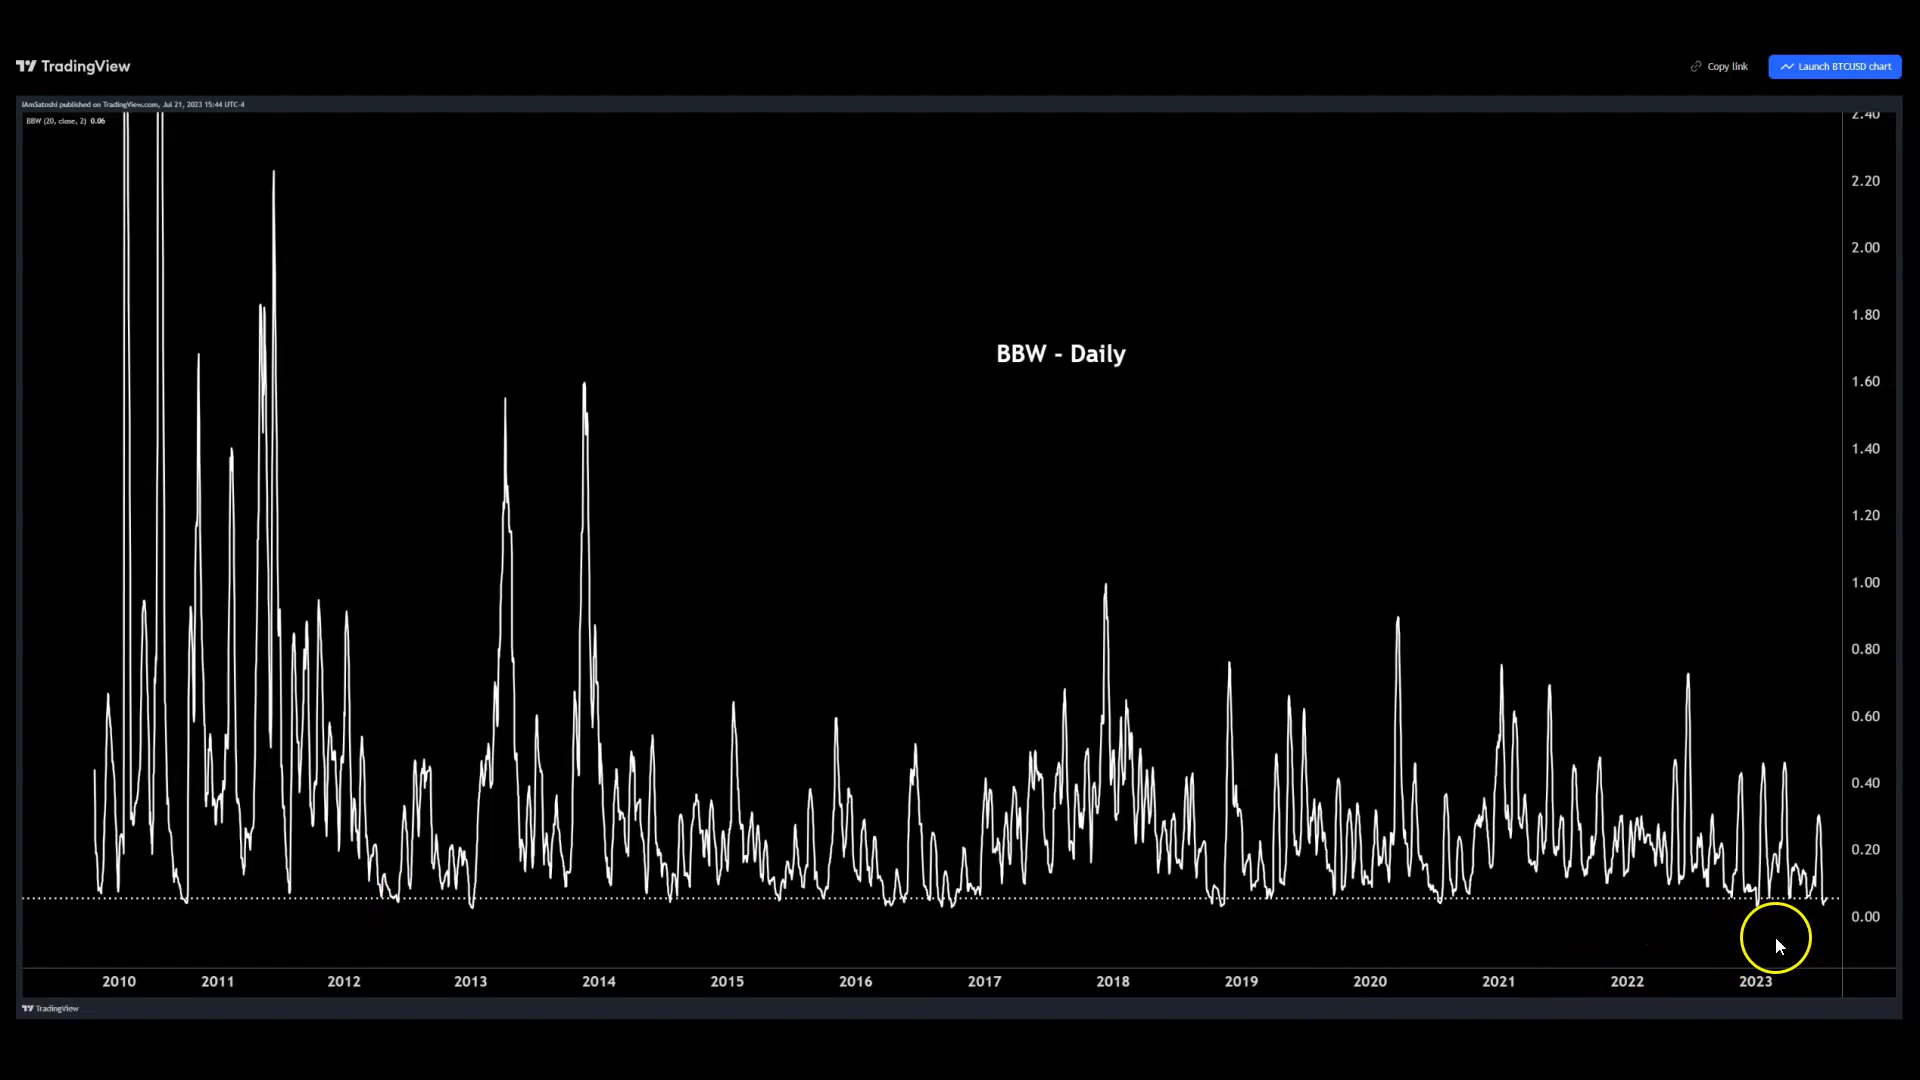 TradingView
Copy link
Launch BTCUSD chart
IAmSatoshi published on TradingView.com, Jul 21, 2023 15:44 UTC-4
BBW (20, close, 2) 0.06
2.40
2.20
2.00
1.80
BBW - Daily
1.60
1.40
1.20
1.00
0.80
0.60
0.40
0.20
0.00
2010 2011 2012 2013 2014 2015 2016 2017 2018 2019 2020 2021 2022 2023
TradingView